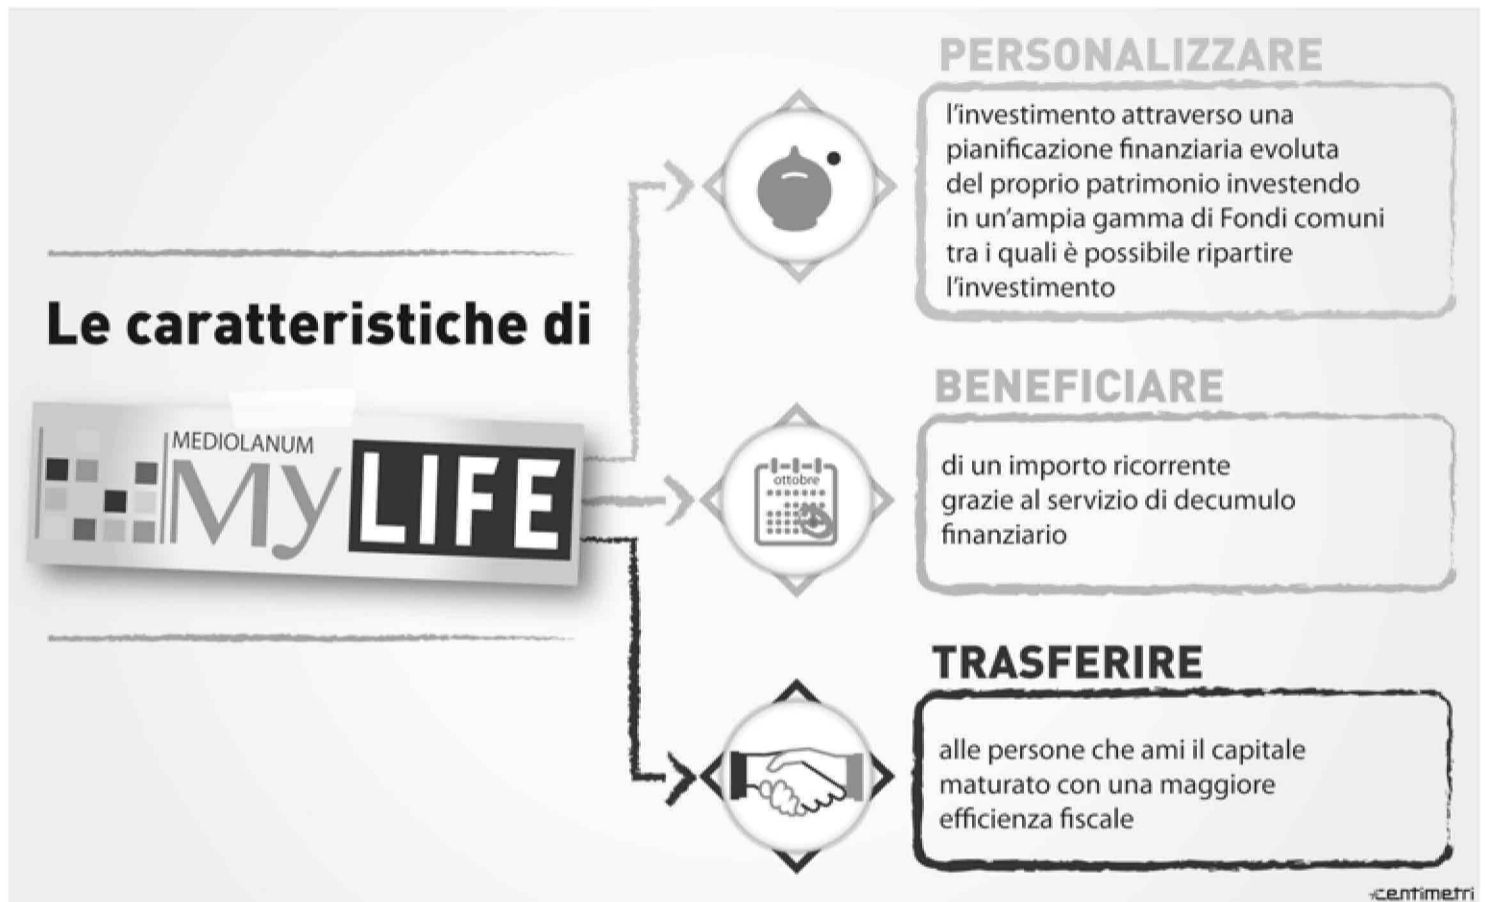 PERSONALIZZARE
l'investimento attraverso una
pianificazione finanziaria evoluta
del proprio patrimonio investendo
in un'ampia gamma di Fondi comuni
tra i quali è possibile ripartire
l'investimento
Le caratteristiche di
MEDIOLANUM
My LIFE
BENEFICIARE
ottobre
di un importo ricorrente
grazie al servizio di decumulo
finanziario
TRASFERIRE
alle persone che ami il capitale
maturato con una maggiore
efficienza fiscale
centimetri